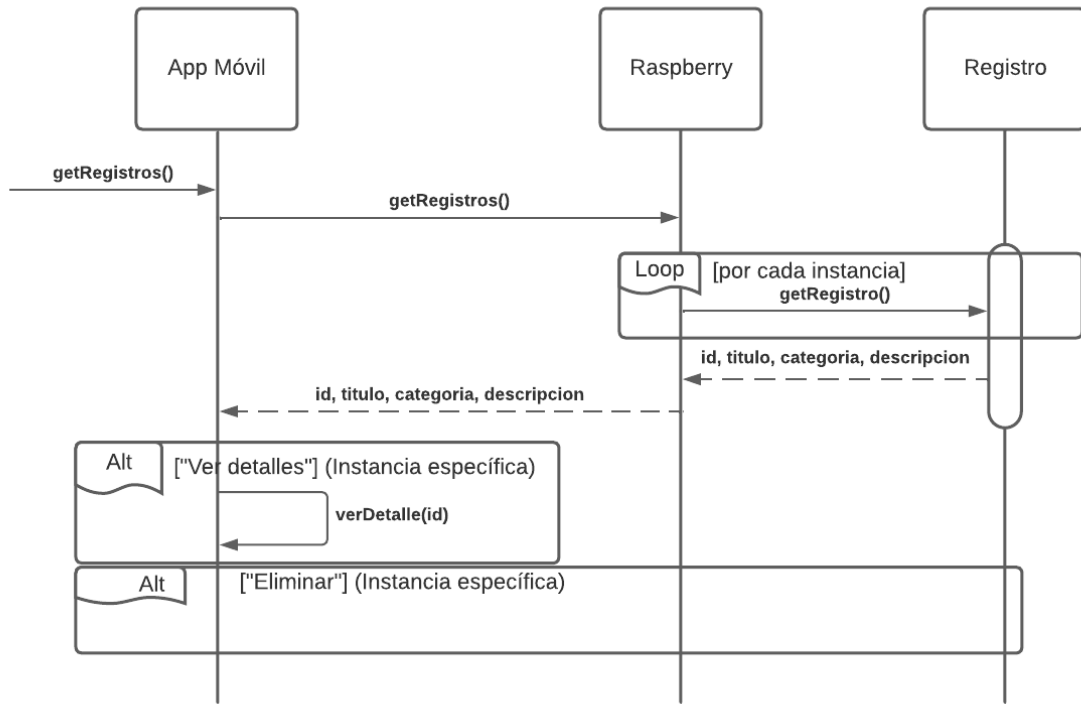 App Móvil
Raspberry
Registro
getRegistros()
getRegistros()
Loop
[por cada instancia]
getRegistro()
id, titulo, categoria, descripcion
id, titulo, categoria, descripcion
Alt
["Ver detalles"] (Instancia específica)
verDetalle(id)
Alt
["Eliminar"] (Instancia específica)